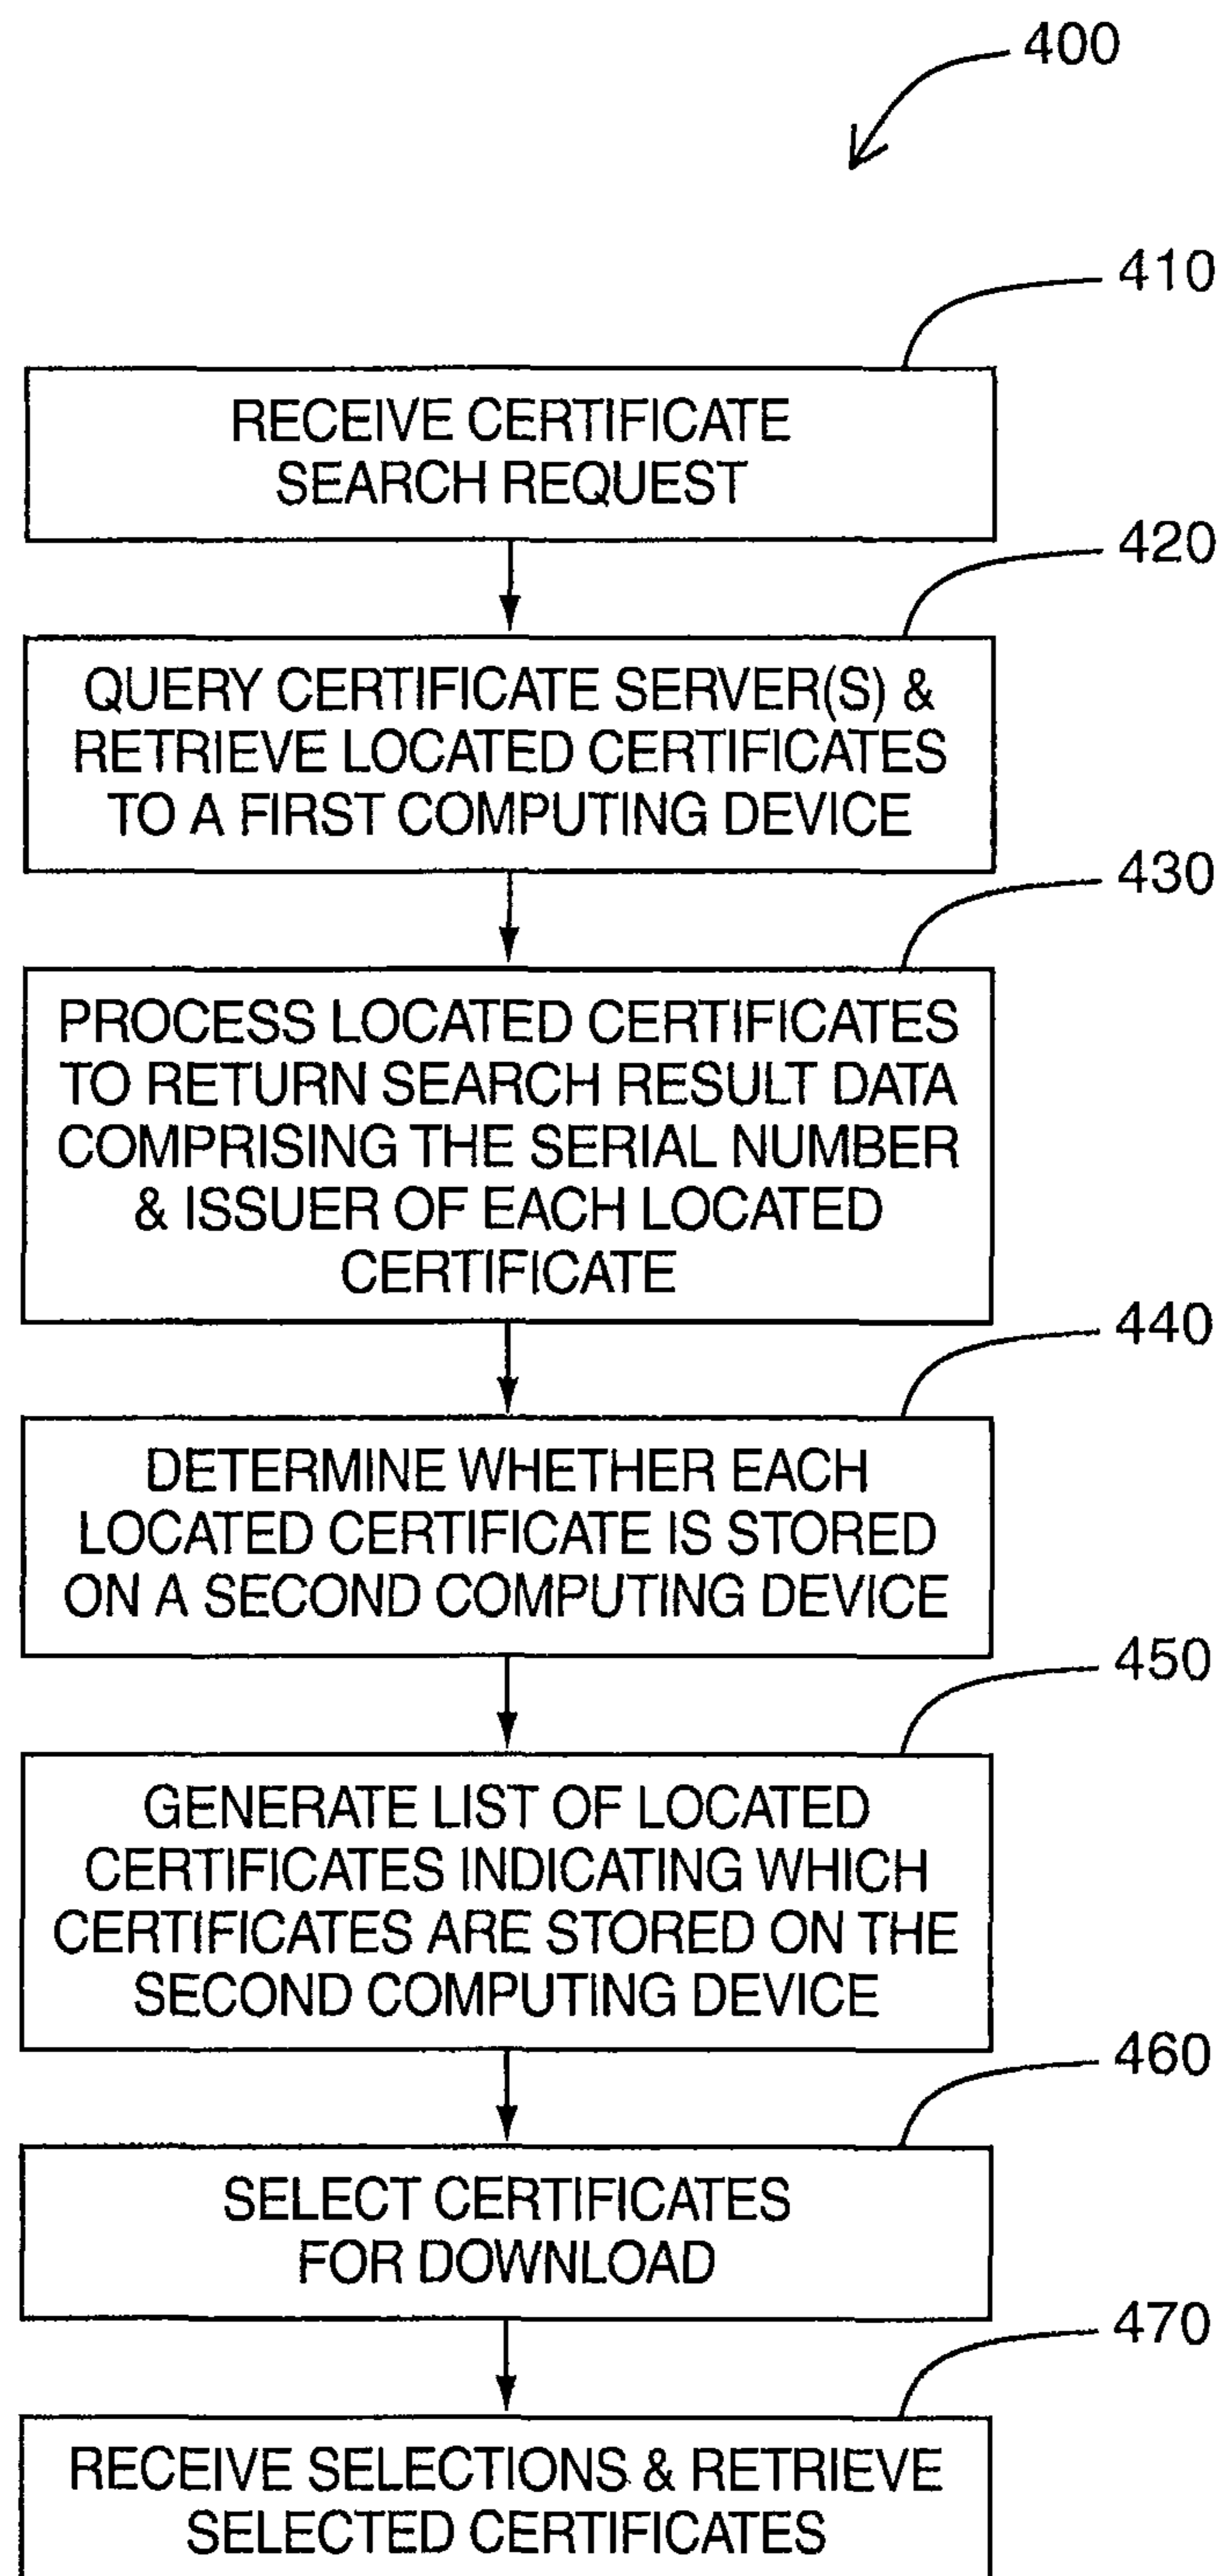 400
410
RECEIVE CERTIFICATE
SEARCH REQUEST
420
QUERY CERTIFICATE SERVER(S) &
RETRIEVE LOCATED CERTIFICATES
TO A FIRST COMPUTING DEVICE
430
PROCESS LOCATED CERTIFICATES
TO RETURN SEARCH RESULT DATA
COMPRISING THE SERIAL NUMBER
& ISSUER OF EACH LOCATED
CERTIFICATE
440
DETERMINE WHETHER EACH
LOCATED CERTIFICATE IS STORED
ON A SECOND COMPUTING DEVICE
450
GENERATE LIST OF LOCATED
CERTIFICATES INDICATING WHICH
CERTIFICATES ARE STORED ON THE
SECOND COMPUTING DEVICE
460
SELECT CERTIFICATES
FOR DOWNLOAD
470
RECEIVE SELECTIONS & RETRIEVE
SELECTED CERTIFICATES